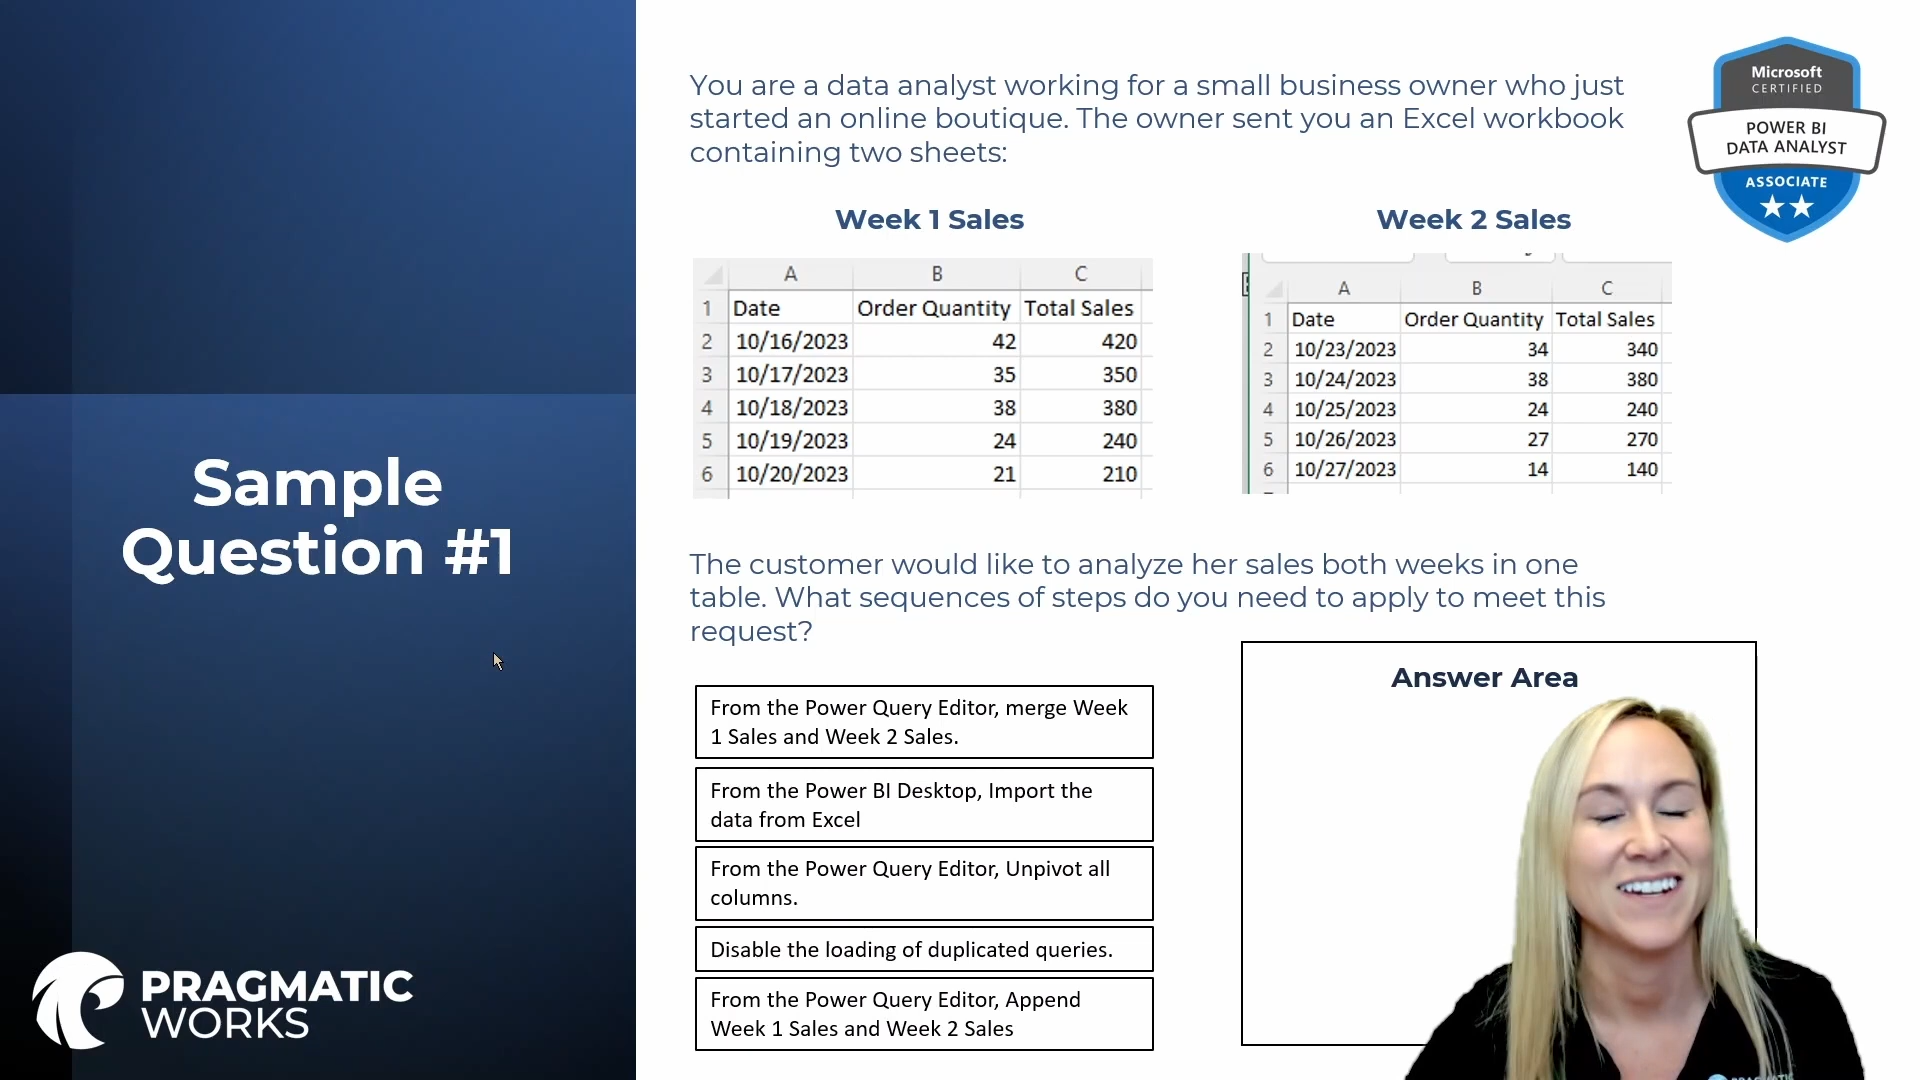 Sample
Question #1
PRAGMATIC
WORKS
You are a data analyst working for a small business owner who just
started an online boutique. The owner sent you an Excel workbook
containing two sheets:
Microsoft
CERTIFIED
POWER BI
DATA ANALYST
ASSOCIATE
Week 1 Sales
A B C
1 Date Order Quantity Total Sales
2 10/16/2023 42 420
3 10/17/2023 35 350
4 10/18/2023 38 380
5 10/19/2023 24 240
6 10/20/2023 21 210
Week 2 Sales
A B C
1 Date Order Quantity Total Sales
2 10/23/2023 34 340
3 10/24/2023 38 380
4 10/25/2023 24 240
5 10/26/2023 27 270
6 10/27/2023 14 140
The customer would like to analyze her sales both weeks in one
table. What sequences of steps do you need to apply to meet this
request?
From the Power Query Editor, merge Week
1 Sales and Week 2 Sales.
From the Power BI Desktop, Import the
data from Excel
From the Power Query Editor, Unpivot all
columns.
Disable the loading of duplicated queries.
From the Power Query Editor, Append
Week 1 Sales and Week 2 Sales
Answer Area